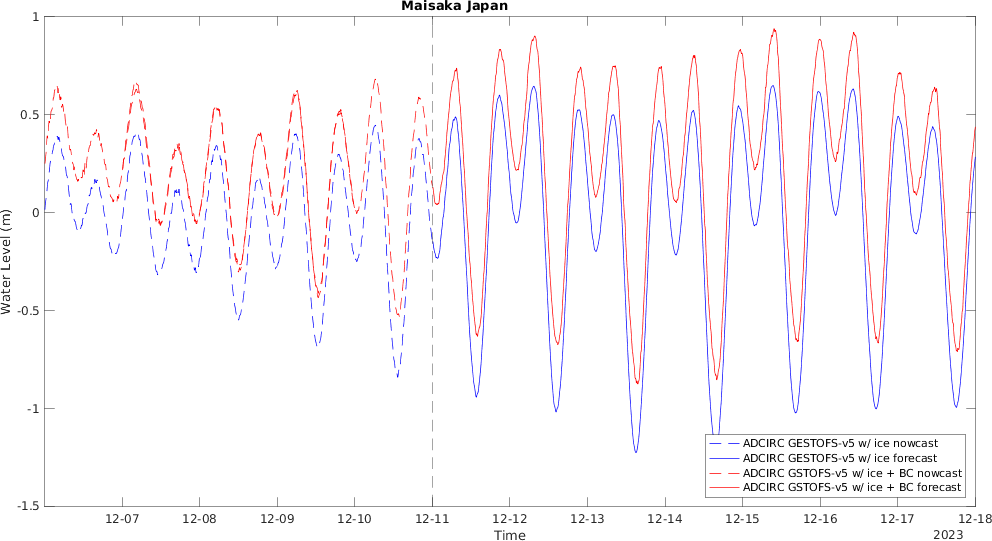 Maisaka Japan
1
0.5
0
-0.5
-1
-1.5
Water Level (m)
ADCIRC GESTOFS-v5 w/ ice nowcast
ADCIRC GESTOFS-v5 w/ ice forecast
ADCIRC GSTOFS-v5 w/ ice + BC nowcast
ADCIRC GSTOFS-v5 w/ ice + BC forecast
12-07 12-08 12-09 12-10 12-11 12-12 12-13 12-14 12-15 12-16 12-17 12-18
Time
2023